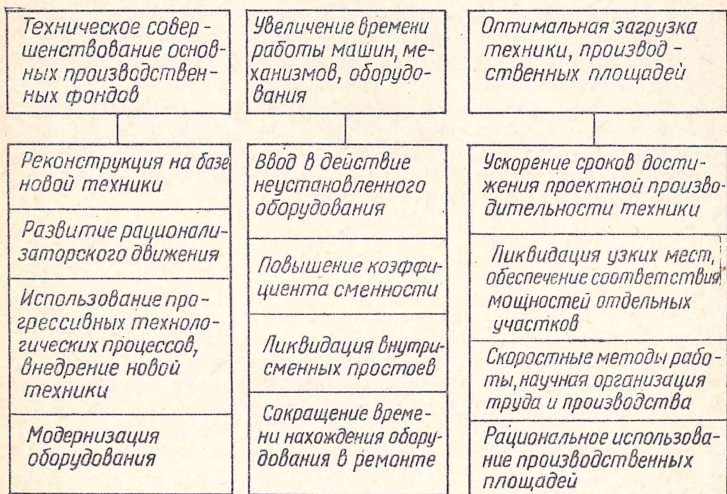 Техническое совер-
шенствование основ-
ных производствен-
ных фондов
Реконструкция на базе
новой техники
Развитие рационали-
заторского движения
Использование про-
грессивных техноло-
гических процессов,
внедрение новой
техники
Модернизация
оборудования
Увеличение времени
работы машин, ме-
ханизмов, оборудо-
вания
Ввод в действие
неустановленного
оборудования
Повышение коэффи-
циента сменности
Ликвидация внутри-
сменных простоев
Сокращение време-
ни нахождения обору-
дования в ремонте
Оптимальная загрузка
техники, производ-
ственных площадей
Ускорение сроков дости-
жения проектной произво-
дительности техники
Ликвидация узких мест,
обеспечение соответствия
мощностей отдельных
участков
Скоростные методы рабо-
ты, научная организация
труда и производства
Рациональное использова-
ние производственных
площадей